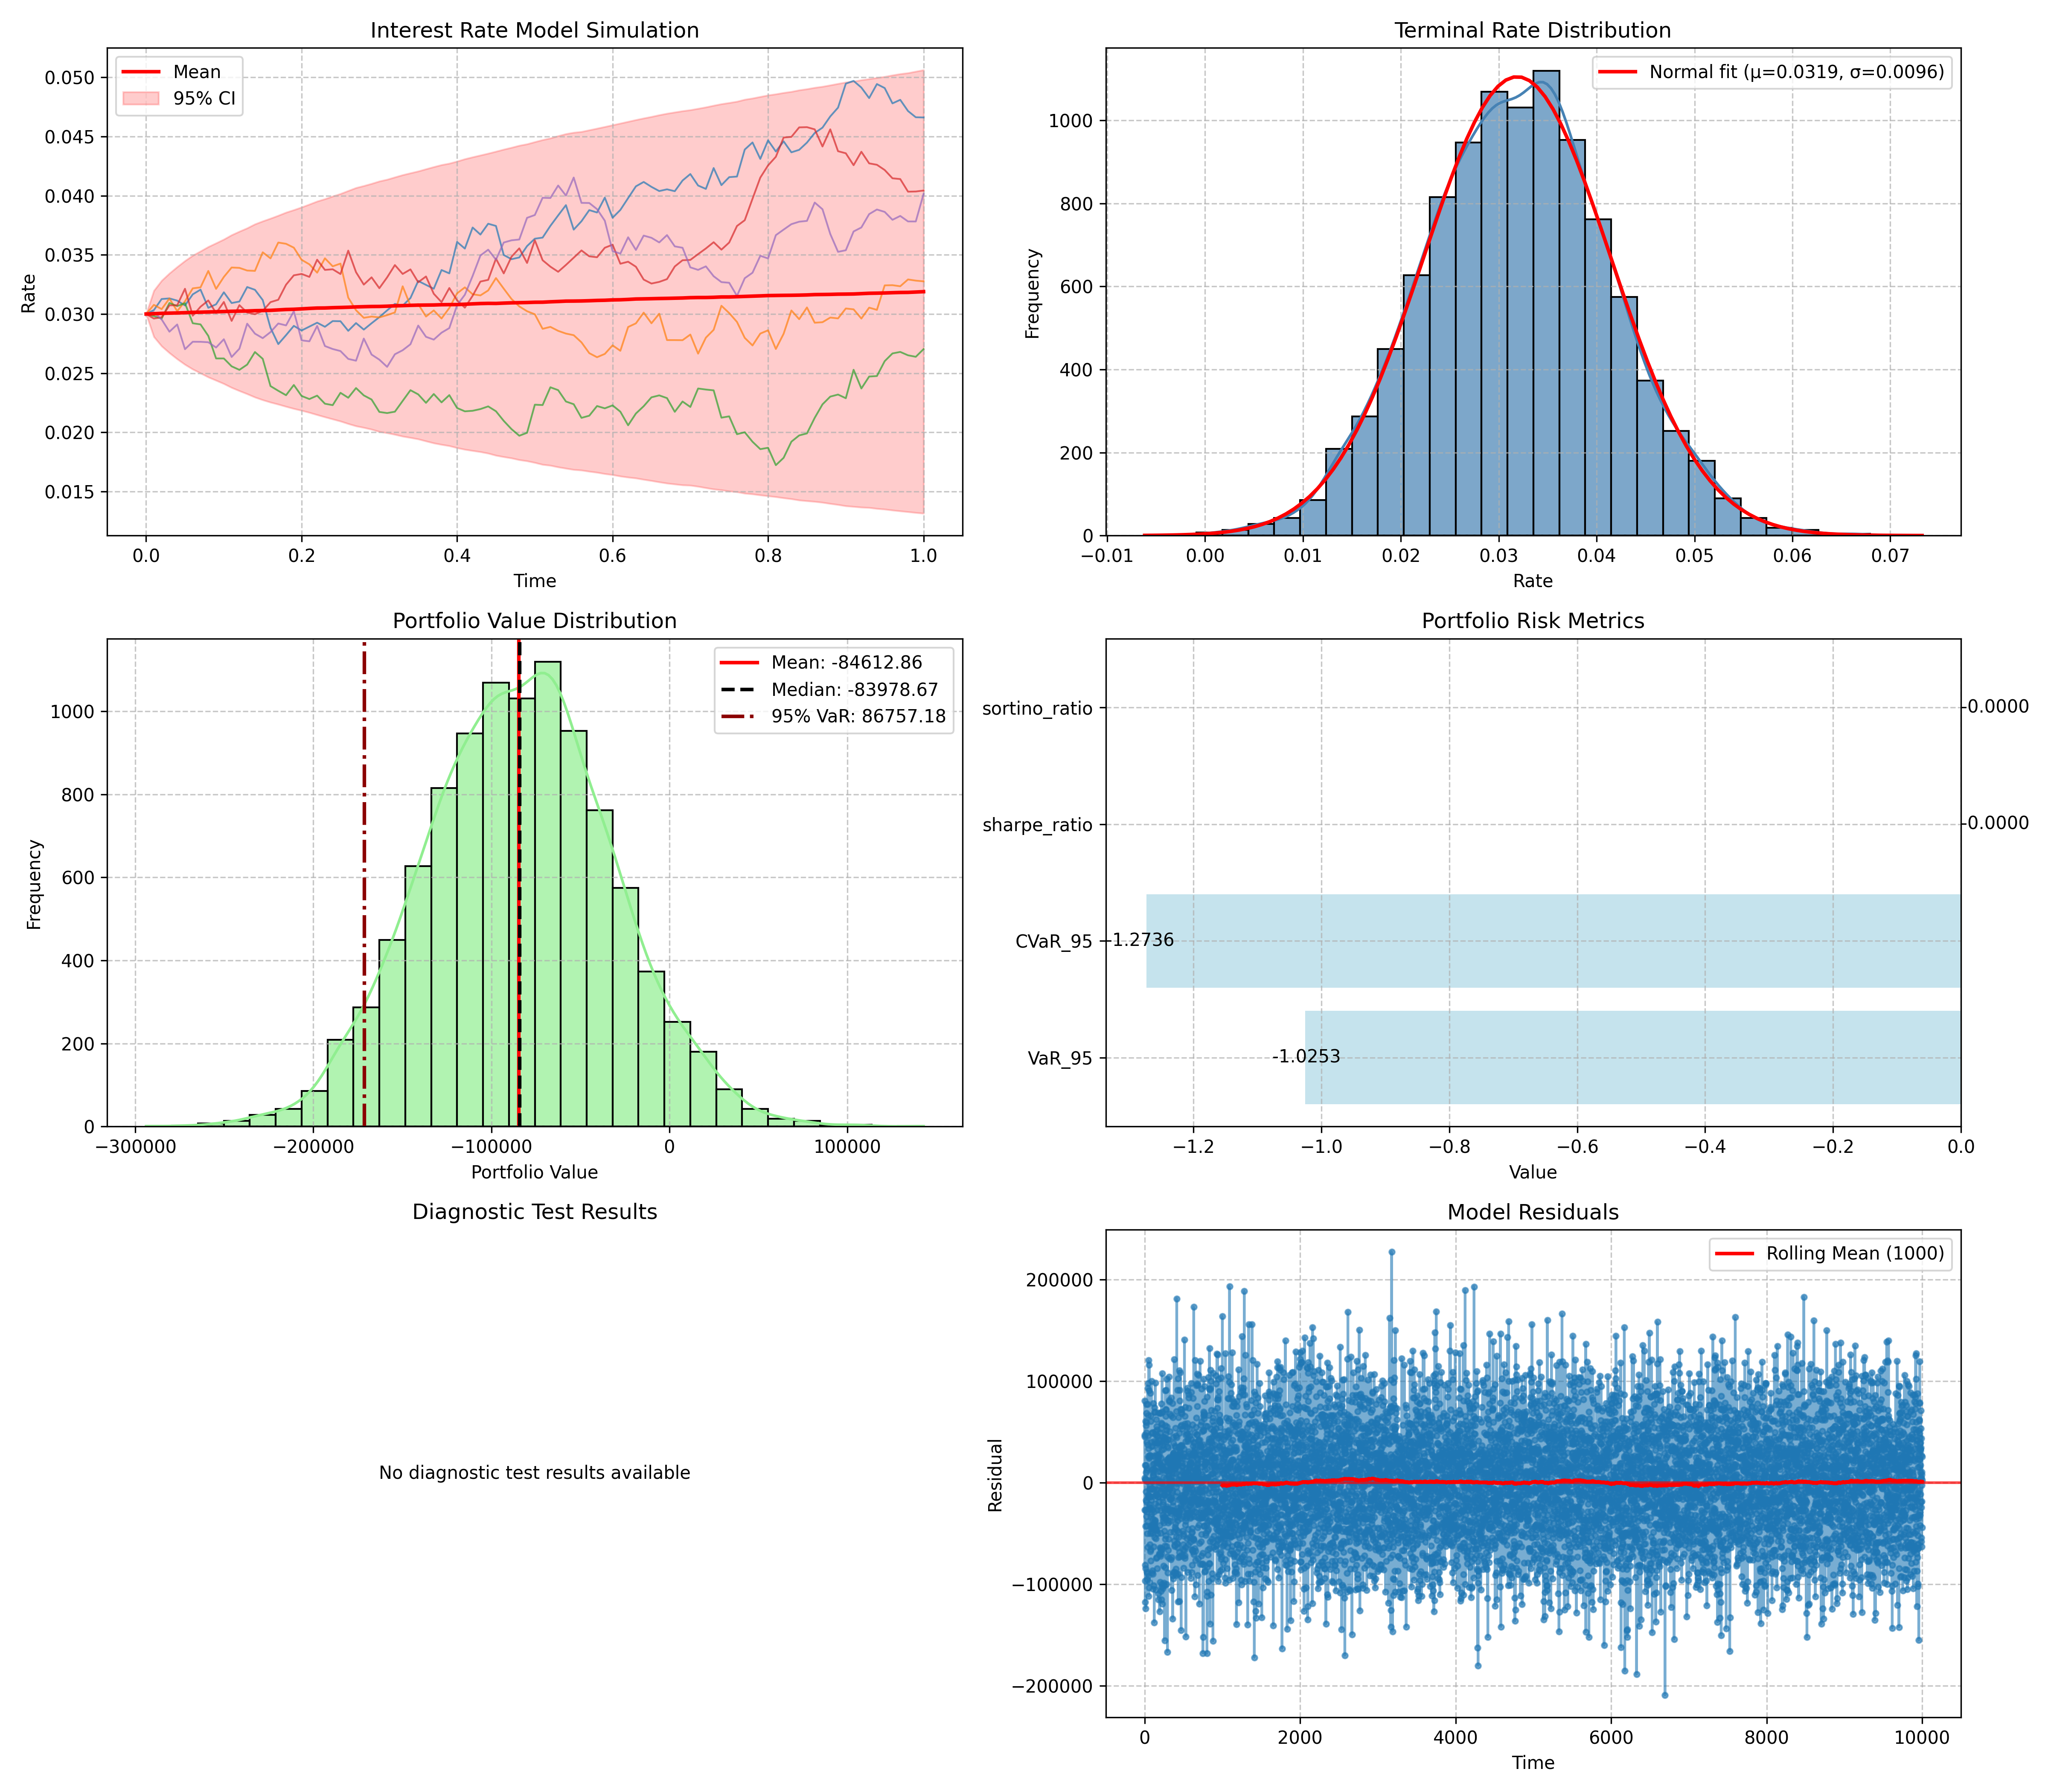 Interest Rate Model Simulation
Mean
95% CI
0.050
0.045
0.040
0.035
0.030
0.025
0.020
0.015
Rate
0.0 0.2 0.4 0.6 0.8 1.0
Time
Terminal Rate Distribution
Normal fit (μ=0.0319, σ=0.0096)
1000
800
600
400
200
0
Frequency
−0.01 0.00 0.01 0.02 0.03 0.04 0.05 0.06 0.07
Rate
Portfolio Value Distribution
Mean: -84612.86
Median: -83978.67
95% VaR: 86757.18
1000
800
600
400
200
0
Frequency
−300000 −200000 −100000 0 100000
Portfolio Value
Portfolio Risk Metrics
sortino_ratio 0.0000
sharpe_ratio 0.0000
CVaR_95 -1.2736
VaR_95 -1.0253
−1.2 −1.0 −0.8 −0.6 −0.4 −0.2 0.0
Value
Diagnostic Test Results
No diagnostic test results available
Model Residuals
Rolling Mean (1000)
200000
100000
0
−100000
−200000
Residual
0 2000 4000 6000 8000 10000
Time